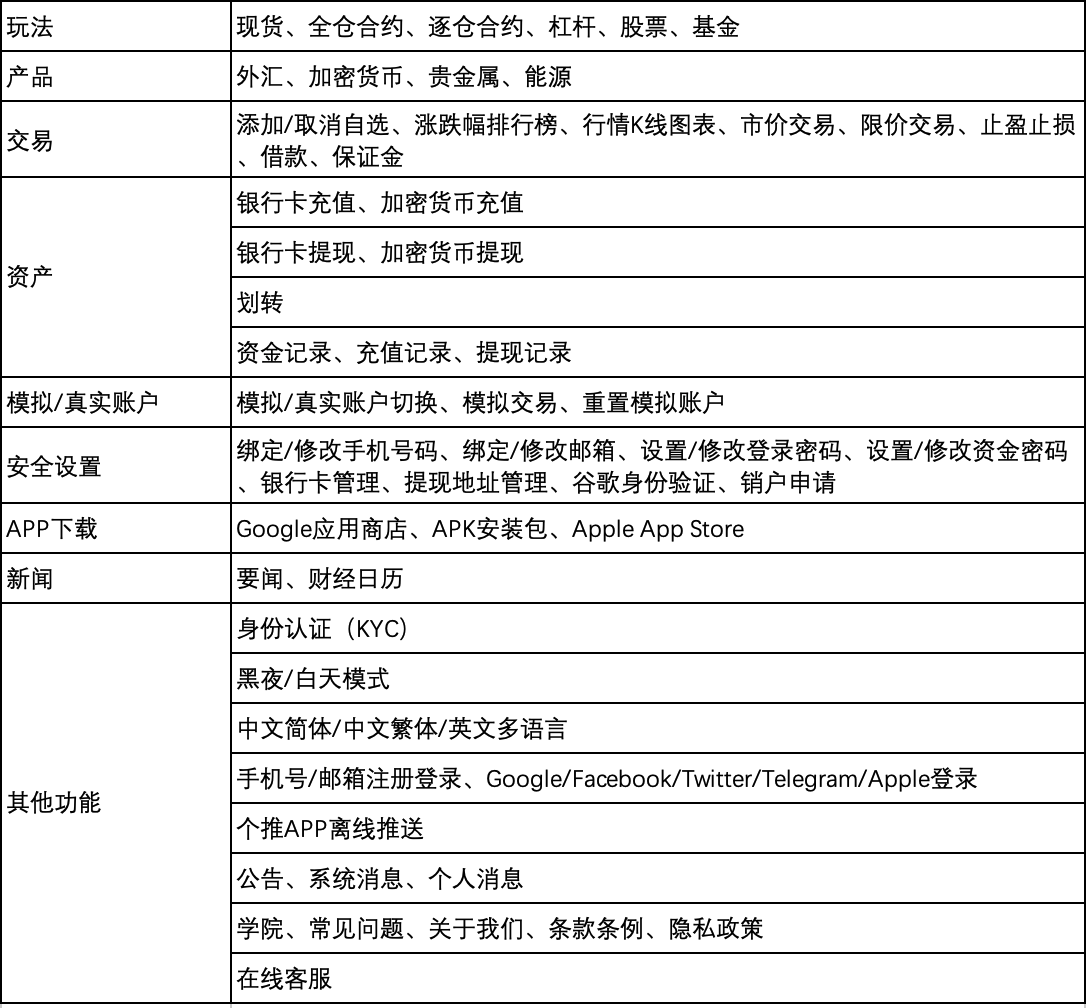 玩法
现货、全仓合约、逐仓合约、杠杆、股票、基金
产品
外汇、加密货币、贵金属、能源
交易
添加/取消自选、涨跌幅排行榜、行情K线图表、市价交易、限价交易、止盈止损
、借款、保证金
资产
银行卡充值、加密货币充值
银行卡提现、加密货币提现
划转
资金记录、充值记录、提现记录
模拟/真实账户
模拟/真实账户切换、模拟交易、重置模拟账户
安全设置
绑定/修改手机号码、绑定/修改邮箱、设置/修改登录密码、设置/修改资金密码
、银行卡管理、提现地址管理、谷歌身份验证、销户申请
APP下载
Google应用商店、APK安装包、Apple App Store
新闻
要闻、财经日历
其他功能
身份认证（KYC）
黑夜/白天模式
中文简体/中文繁体/英文多语言
手机号/邮箱注册登录、Google/Facebook/Twitter/Telegram/Apple登录
个推APP离线推送
公告、系统消息、个人消息
学院、常见问题、关于我们、条款条例、隐私政策
在线客服